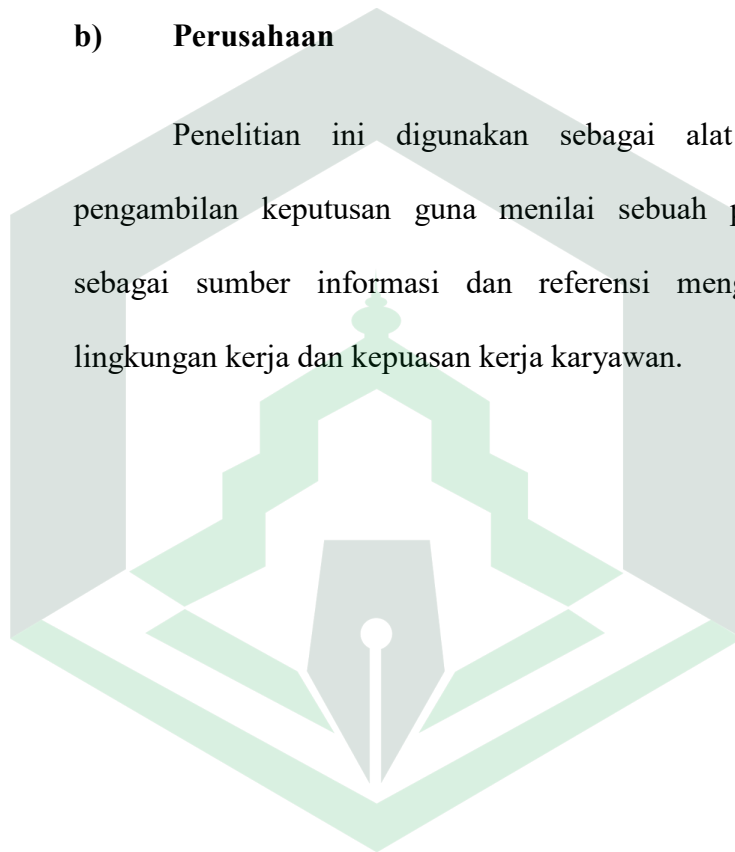 b) Perusahaan
Penelitian ini digunakan sebagai alat
pengambilan keputusan guna menilai sebuah
sebagai sumber informasi dan referensi
lingkungan kerja dan kepuasan kerja karyawan.